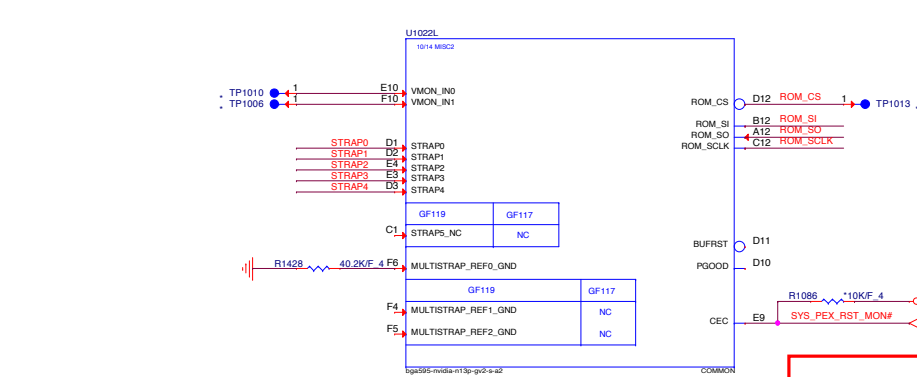 U1022L
10/14 MISC2
* TP1010 1 E10 VMON_IN0
* TP1006 1 F10 VMON_IN1
ROM_CS D12 ROM_CS 1 TP1013
ROM_SI B12 ROM_SI
ROM_SO A12 ROM_SO
ROM_SCLK C12 ROM_SCLK
STRAP0 D1 STRAP0
STRAP1 D2 STRAP1
STRAP2 E4 STRAP2
STRAP3 E3 STRAP3
STRAP4 D3 STRAP4
GF119 GF117
C1 STRAP5_NC NC
BUFRST D11
PGOOD D10
R1428 40.2K/F_4 F6 MULTISTRAP_REF0_GND
GF119 GF117
F4 MULTISTRAP_REF1_GND NC
F5 MULTISTRAP_REF2_GND NC
R1086 *10K/F_4
CEC E9 SYS_PEX_RST_MON#
bga595-nvidia-n13p-gv2-s-a2 COMMON